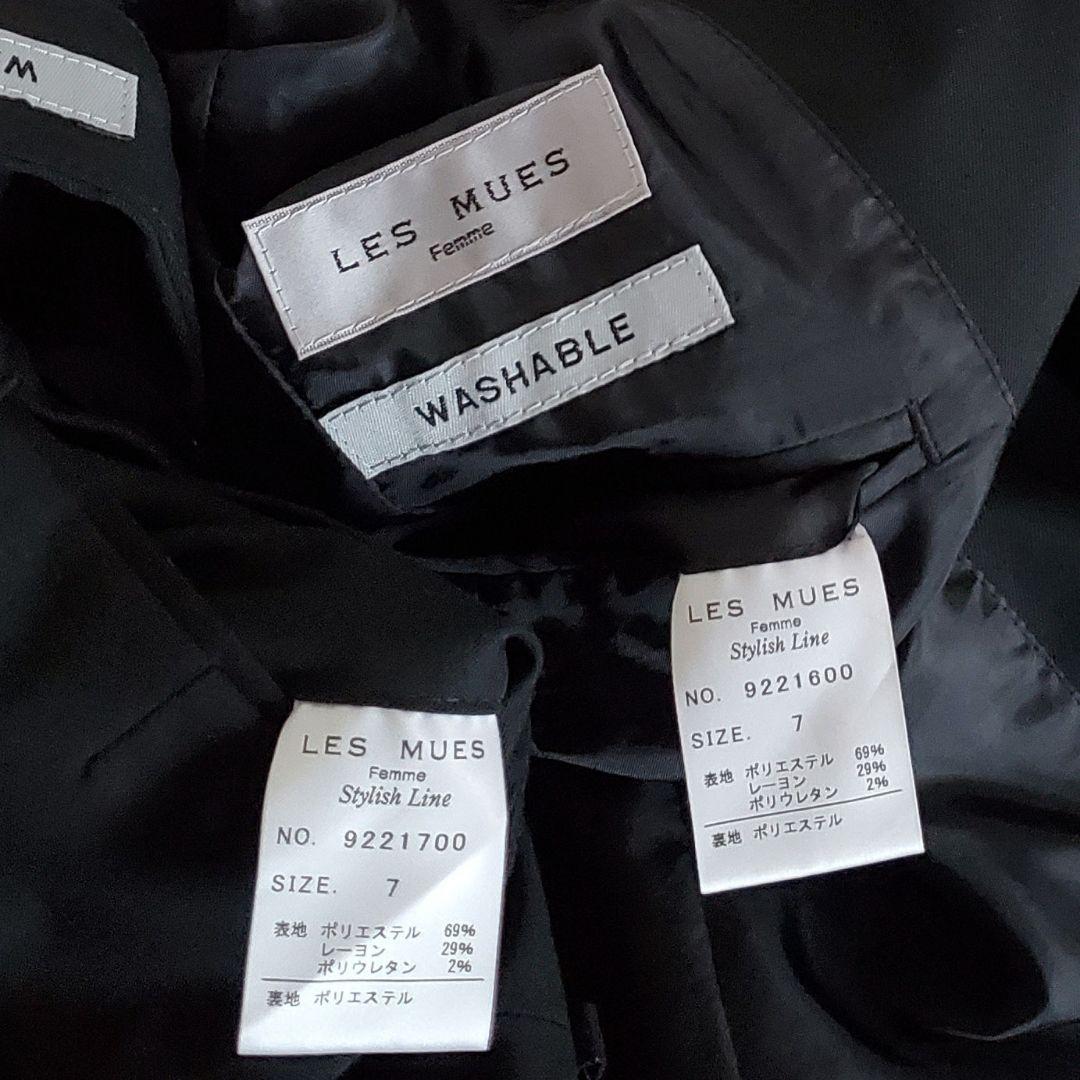 W
LES MUES
Femme
WASHABLE
LES MUES
Femme
Stylish Line
NO. 9221600
SIZE. 7
表地 ポリエステル 69%
レーヨン 29%
ポリウレタン 2%
裏地 ポリエステル
LES MUES
Femme
Stylish Line
NO. 9221700
SIZE. 7
表地 ポリエステル 69%
レーヨン 29%
ポリウレタン 2%
裏地 ポリエステル